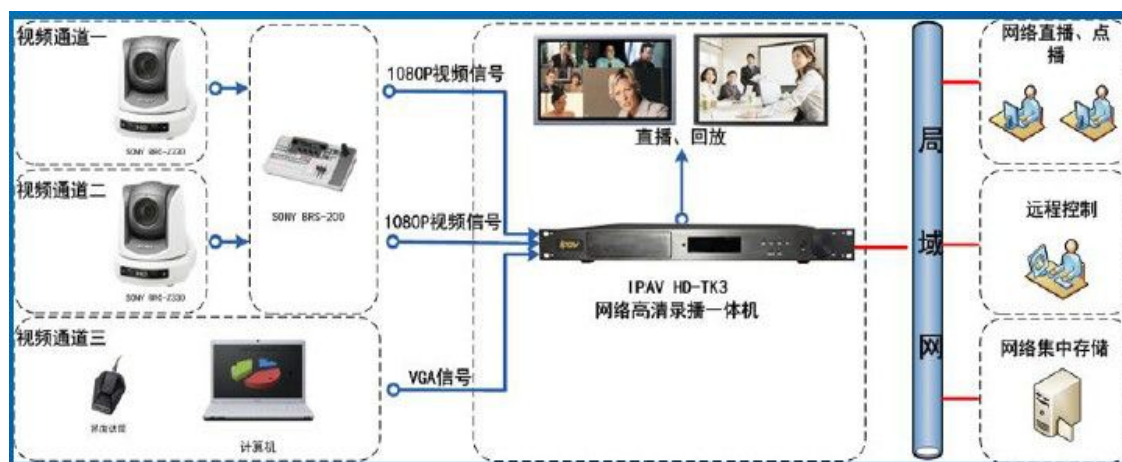 视频通道一
SONY BRC-Z330
视频通道二
SONY BRC-Z330
SONY BRS-200
1080P视频信号
1080P视频信号
视频通道三
计算机
VGA信号
直播、回放
ipav
IPAV HD-TK3
网络高清录播一体机
局
域
网
网络直播、点
播
远程控制
网络集中存储